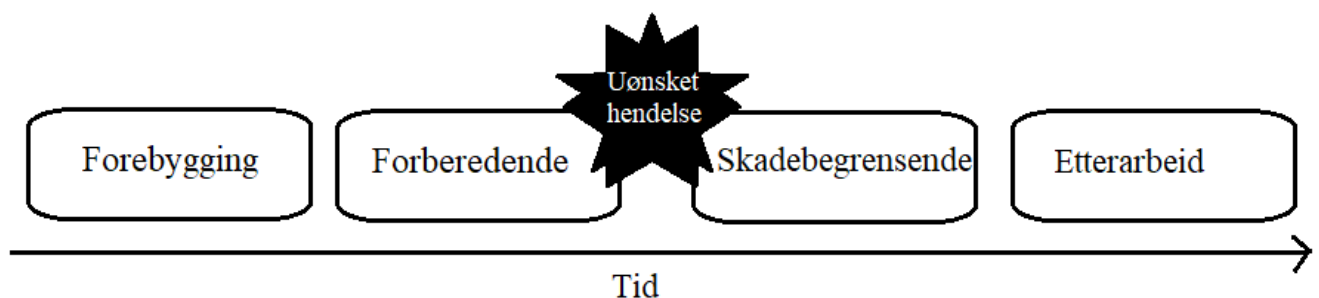 Uønsket
hendelse
Forebygging
Forberedende
Skadebegrensende
Etterarbeid
Tid